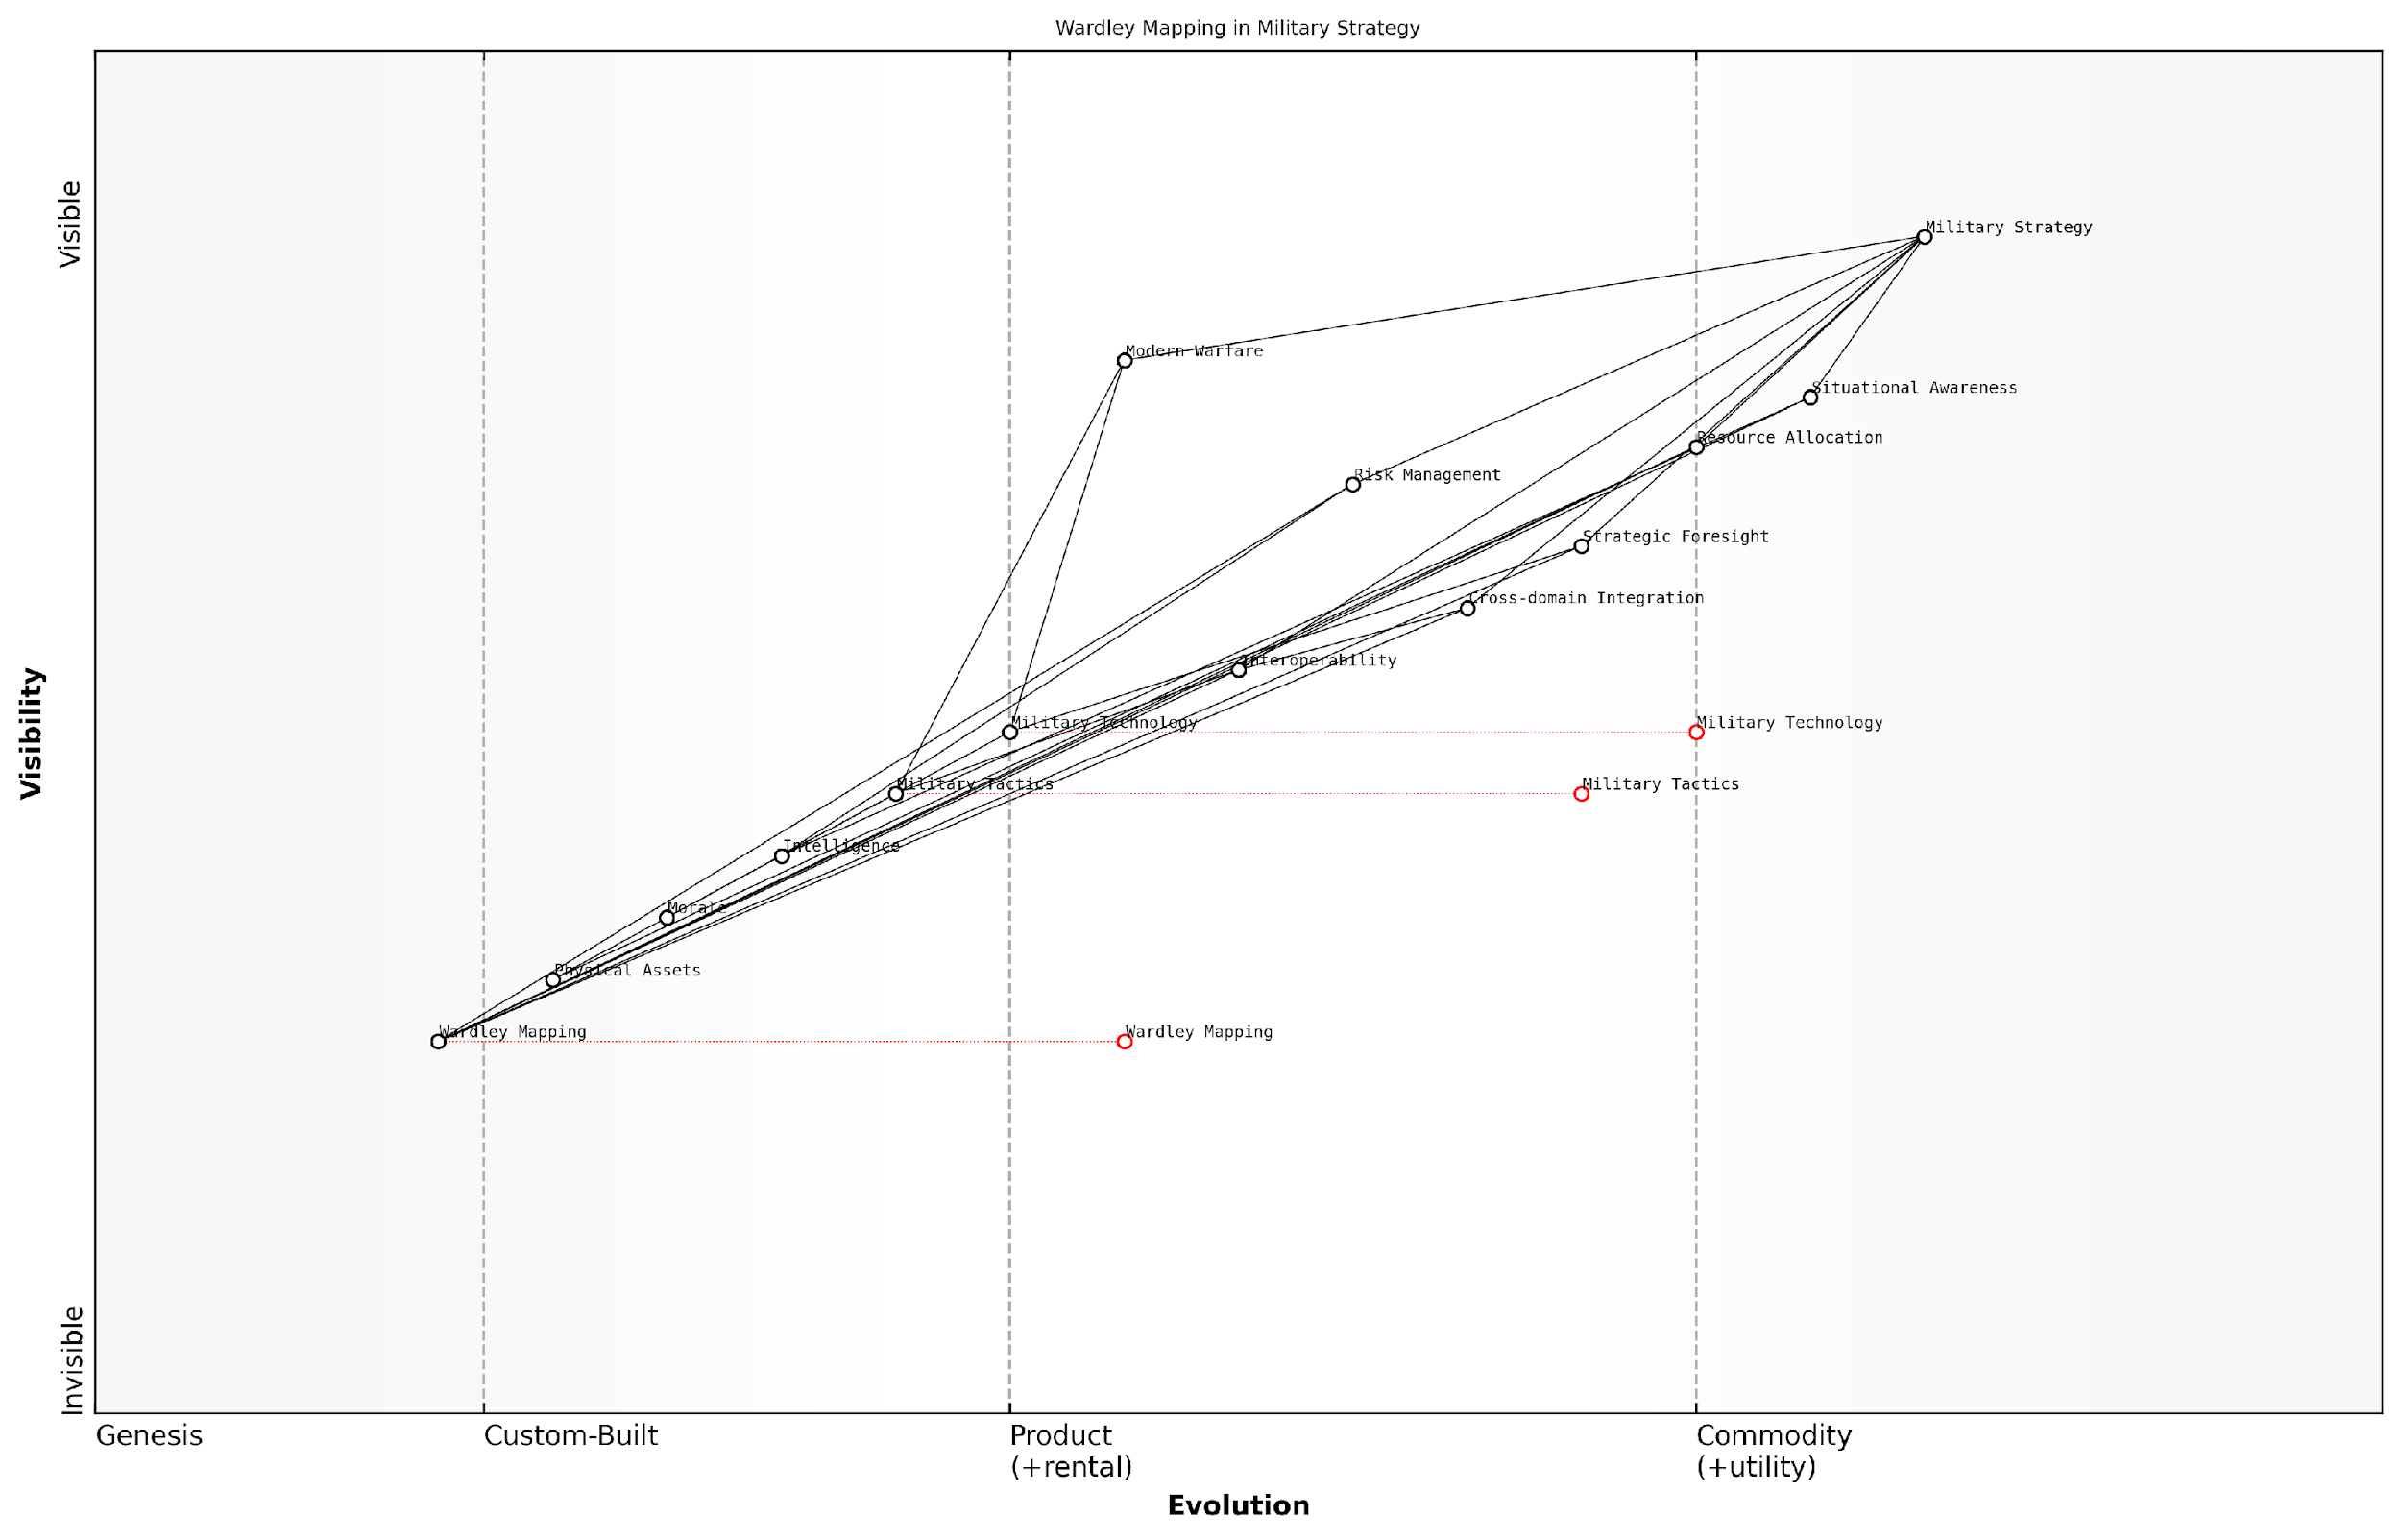 Wardley Mapping in Military Strategy
Visible
Military Strategy
Modern Warfare
Situational Awareness
Resource Allocation
Risk Management
Strategic Foresight
Cross-domain Integration
Interoperability
Military Technology
Military Technology
Military Tactics
Military Tactics
Intelligence
Morale
Physical Assets
Wardley Mapping
Wardley Mapping
Visibility
Invisible
Genesis
Custom-Built
Product
(+rental)
Commodity
(+utility)
Evolution